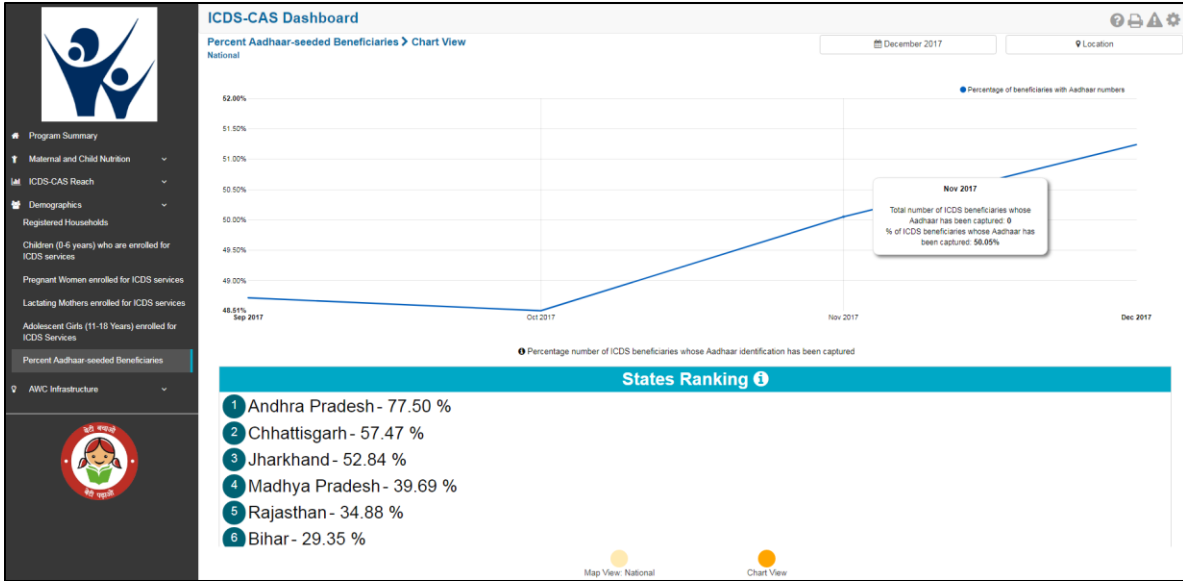 ICDS-CAS Dashboard
Percent Aadhaar-seeded Beneficiaries > Chart View
National
December 2017
Location
Program Summary
Maternal and Child Nutrition
ICDS-CAS Reach
Demographics
Registered Households
Children (0-6 years) who are enrolled for
ICDS services
Pregnant Women enrolled for ICDS services
Lactating Mothers enrolled for ICDS services
Adolescent Girls (11-18 Years) enrolled for
ICDS Services
Percent Aadhaar-seeded Beneficiaries
AWC Infrastructure
बेटी बचाओ
बेटी पढ़ाओ
Percentage of beneficiaries with Aadhaar numbers
52.00%
51.50%
51.00%
50.50%
50.00%
49.50%
49.00%
48.51%
Sep 2017
Oct 2017
Nov 2017
Dec 2017
Nov 2017
Total number of ICDS beneficiaries whose
Aadhaar has been captured: 0
% of ICDS beneficiaries whose Aadhaar has
been captured: 50.05%
Percentage number of ICDS beneficiaries whose Aadhaar identification has been captured
States Ranking
1 Andhra Pradesh - 77.50 %
2 Chhattisgarh - 57.47 %
3 Jharkhand - 52.84 %
4 Madhya Pradesh - 39.69 %
5 Rajasthan - 34.88 %
6 Bihar - 29.35 %
Map View: National
Chart View